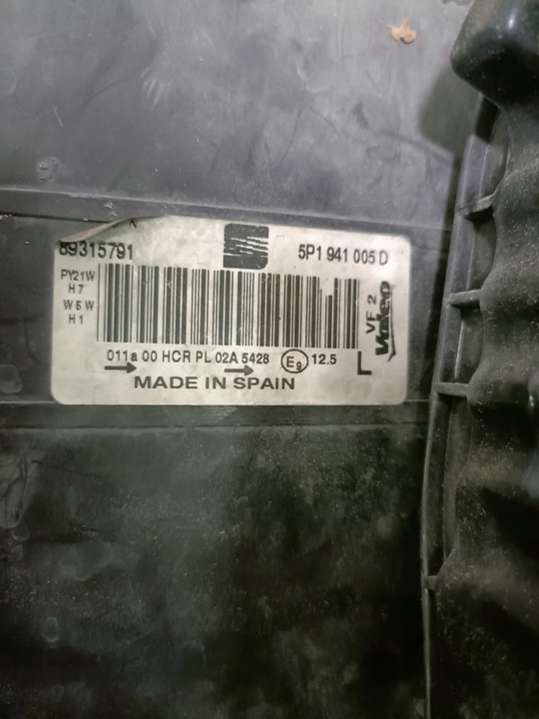 89315791
5P1 941 005 D
PY21W
H7
W5W
H1
VF 2
Valeo
L
011a 00 HCR PL 02A 5428 E9 12.5
MADE IN SPAIN